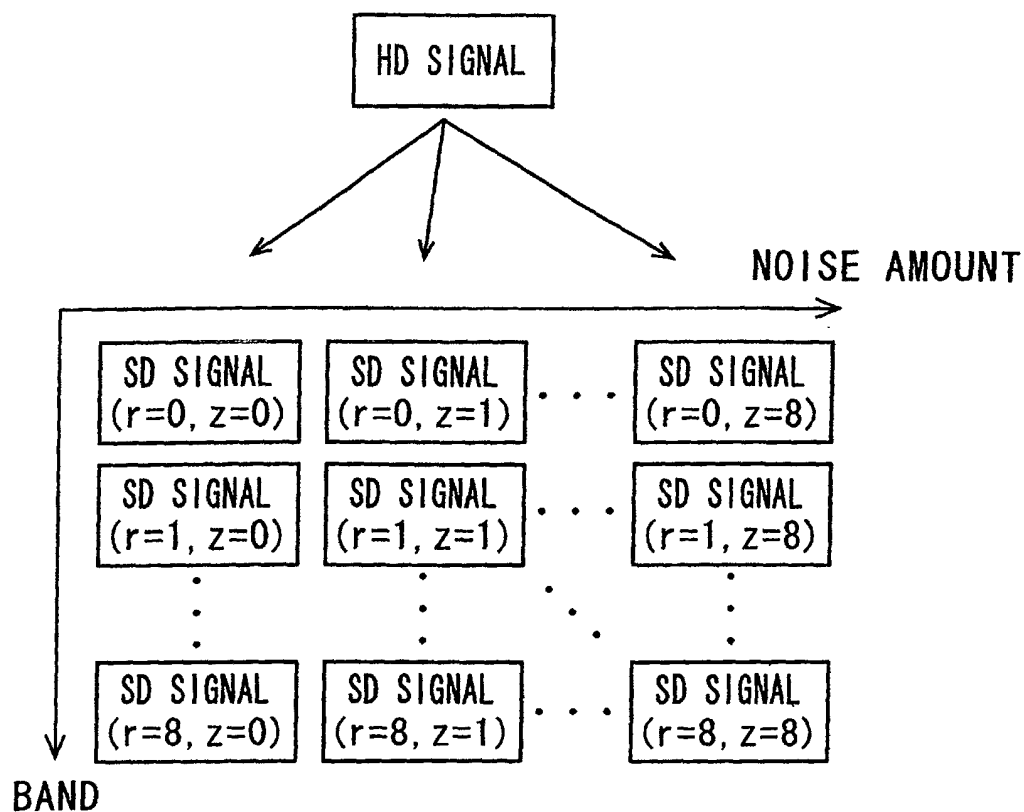 HD SIGNAL
NOISE AMOUNT
SD SIGNAL SD SIGNAL SD SIGNAL
(r=0, z=0) (r=0, z=1) · · · (r=0, z=8)
SD SIGNAL SD SIGNAL SD SIGNAL
(r=1, z=0) (r=1, z=1) · · · (r=1, z=8)
SD SIGNAL SD SIGNAL SD SIGNAL
(r=8, z=0) (r=8, z=1) · · · (r=8, z=8)
BAND